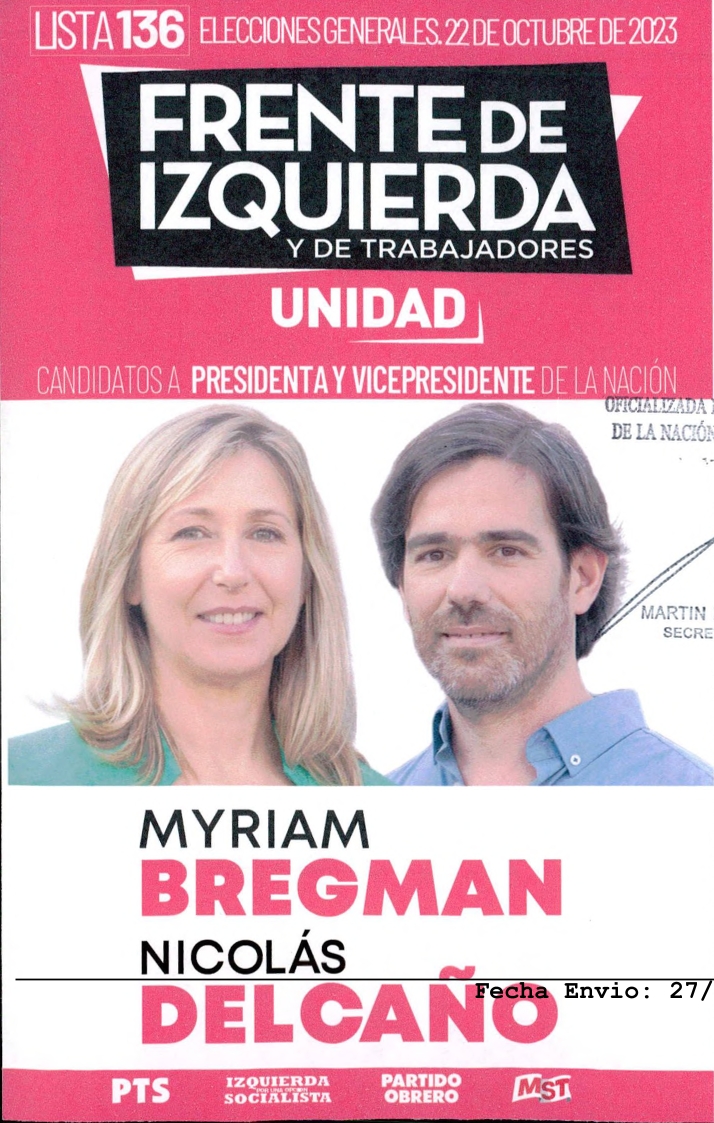 LISTA 136 ELECCIONES GENERALES. 22 DE OCTUBRE DE 2023
FRENTE DE
IZQUIERDA
Y DE TRABAJADORES
UNIDAD
CANDIDATOS A PRESIDENTA Y VICEPRESIDENTE DE LA NACIÓN
OFICIALIZADA
DE LA NACIÓN
MARTIN
SECRE
MYRIAM
BREGMAN
NICOLÁS
DELCAÑO
Fecha Envio: 27/
PTS
IZQUIERDA
SOCIALISTA
PARTIDO
OBRERO
MST